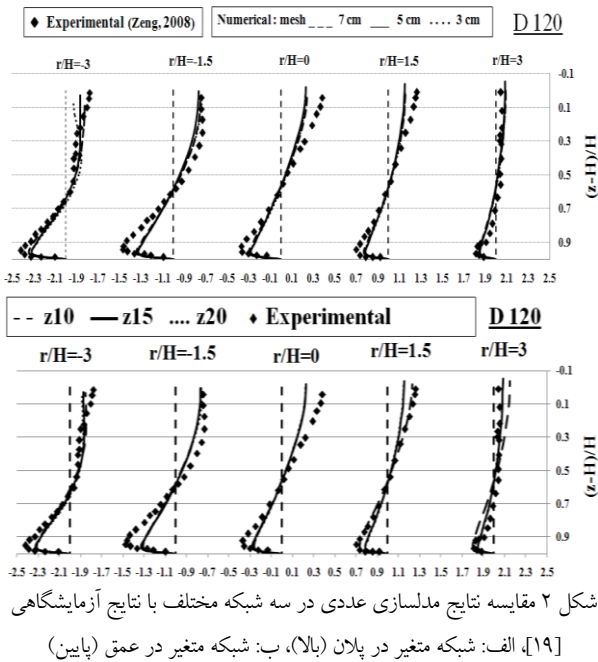 ◆ Experimental (Zeng, 2008)
Numerical : mesh _ _ _ 7 cm ___ 5 cm .... 3 cm
D 120
r/H=-3 r/H=-1.5 r/H=0 r/H=1.5 r/H=3
-0.1
0.1
0.3
0.5
0.7
0.9
(z-H)/H
-2.5 -2.3 -2.1 -1.9 -1.7 -1.5 -1.3 -1.1 -0.9 -0.7 -0.5 -0.3 -0.1 0.1 0.3 0.5 0.7 0.9 1.1 1.3 1.5 1.7 1.9 2.1 2.3 2.5
-- z10 — z15 .... z20 ◆ Experimental
D 120
r/H=-3 r/H=-1.5 r/H=0 r/H=1.5 r/H=3
-0.1
0.1
0.3
0.5
0.7
0.9
(z-H)/H
-2.5 -2.3 -2.1 -1.9 -1.7 -1.5 -1.3 -1.1 -0.9 -0.7 -0.5 -0.3 -0.1 0.1 0.3 0.5 0.7 0.9 1.1 1.3 1.5 1.7 1.9 2.1 2.3 2.5
شکل ۲ مقایسه نتایج مدلسازی عددی در سه شبکه مختلف با نتایج آزمایشگاهی
[۱۹]، الف: شبکه متغیر در پلان (بالا)، ب: شبکه متغیر در عمق (پایین)